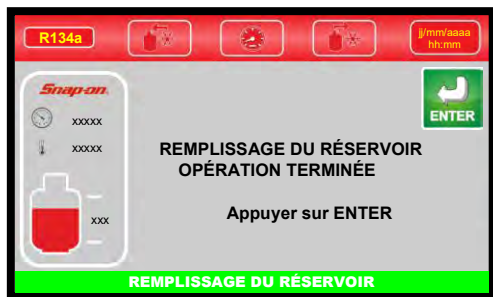 R134a
jj/mm/aaaa
hh:mm
Snap-on
xxxxx
xxxxx
xxx
ENTER
REMPLISSAGE DU RÉSERVOIR
OPÉRATION TERMINÉE
Appuyer sur ENTER
REMPLISSAGE DU RÉSERVOIR